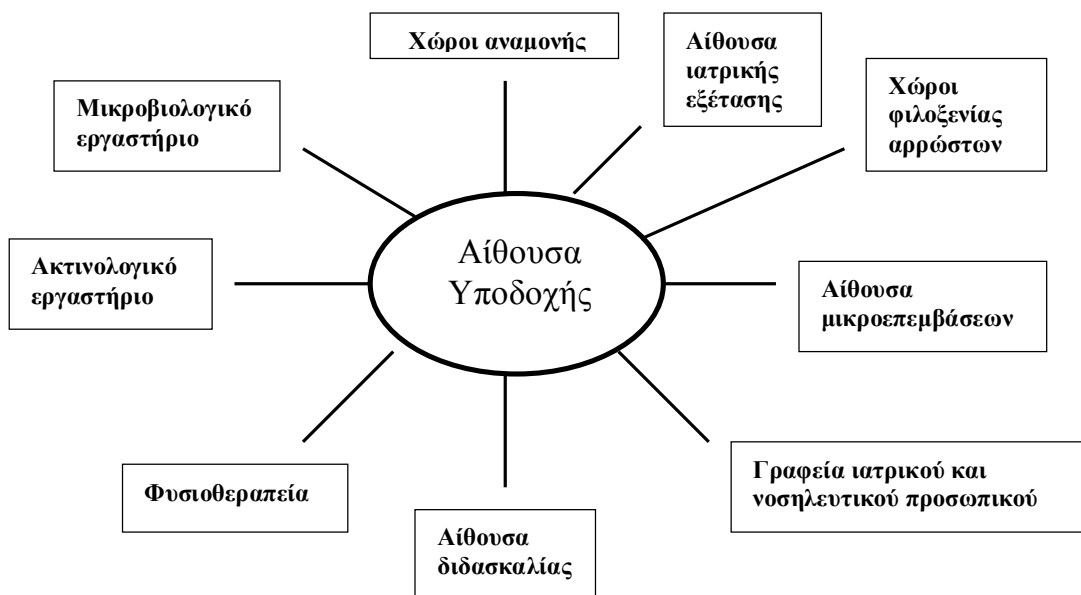 Χώροι αναμονής
Αίθουσα
ιατρικής
εξέτασης
Χώροι
φιλοξενίας
αρρώστων
Μικροβιολογικό
εργαστήριο
Αίθουσα
Υποδοχής
Ακτινολογικό
εργαστήριο
Αίθουσα
μικροεπεμβάσεων
Φυσιοθεραπεία
Αίθουσα
διδασκαλίας
Γραφεία ιατρικού και
νοσηλευτικού προσωπικού